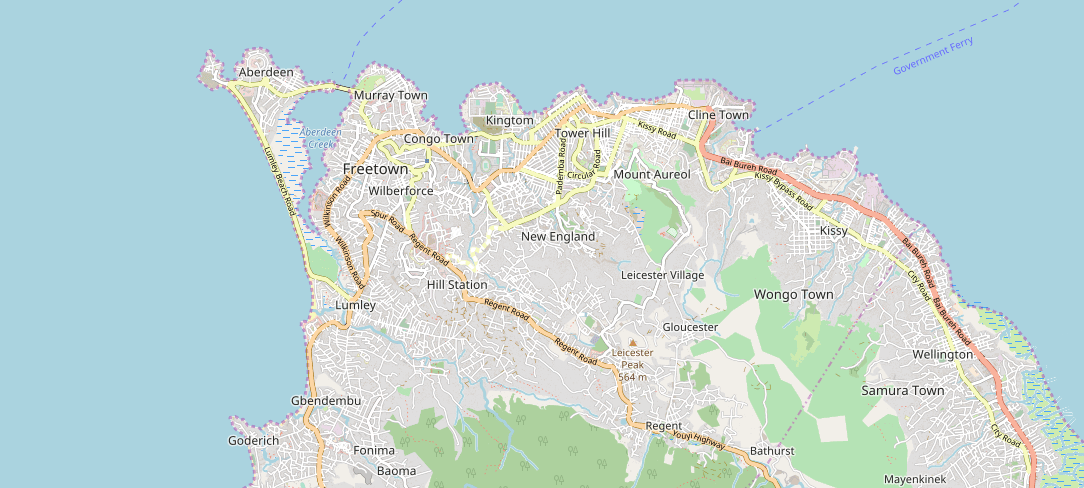 Government Ferry
Aberdeen
Murray Town
Kingtom
Cline Town
Aberdeen
Creek
Congo Town
Tower Hill
Kissy Road
Lumley Beach Road
Freetown
Pademba Road
Circular Road
Mount Aureol
Bai Bureh Road
Kissy Bypass Road
Wilkinson Road
Wilberforce
Spur Road
Regent Road
New England
Kissy
Bai Bureh Road
Wilkinson Road
Hill Station
Leicester Village
City Road
Lumley
Regent Road
Wongo Town
Bai Bureh Road
Gloucester
Regent Road
Leicester
Peak
564 m
Wellington
Samura Town
Gbendembu
Goderich
Regent
Youyi Highway
City Road
Fonima
Bathurst
Baoma
Mayenkinek